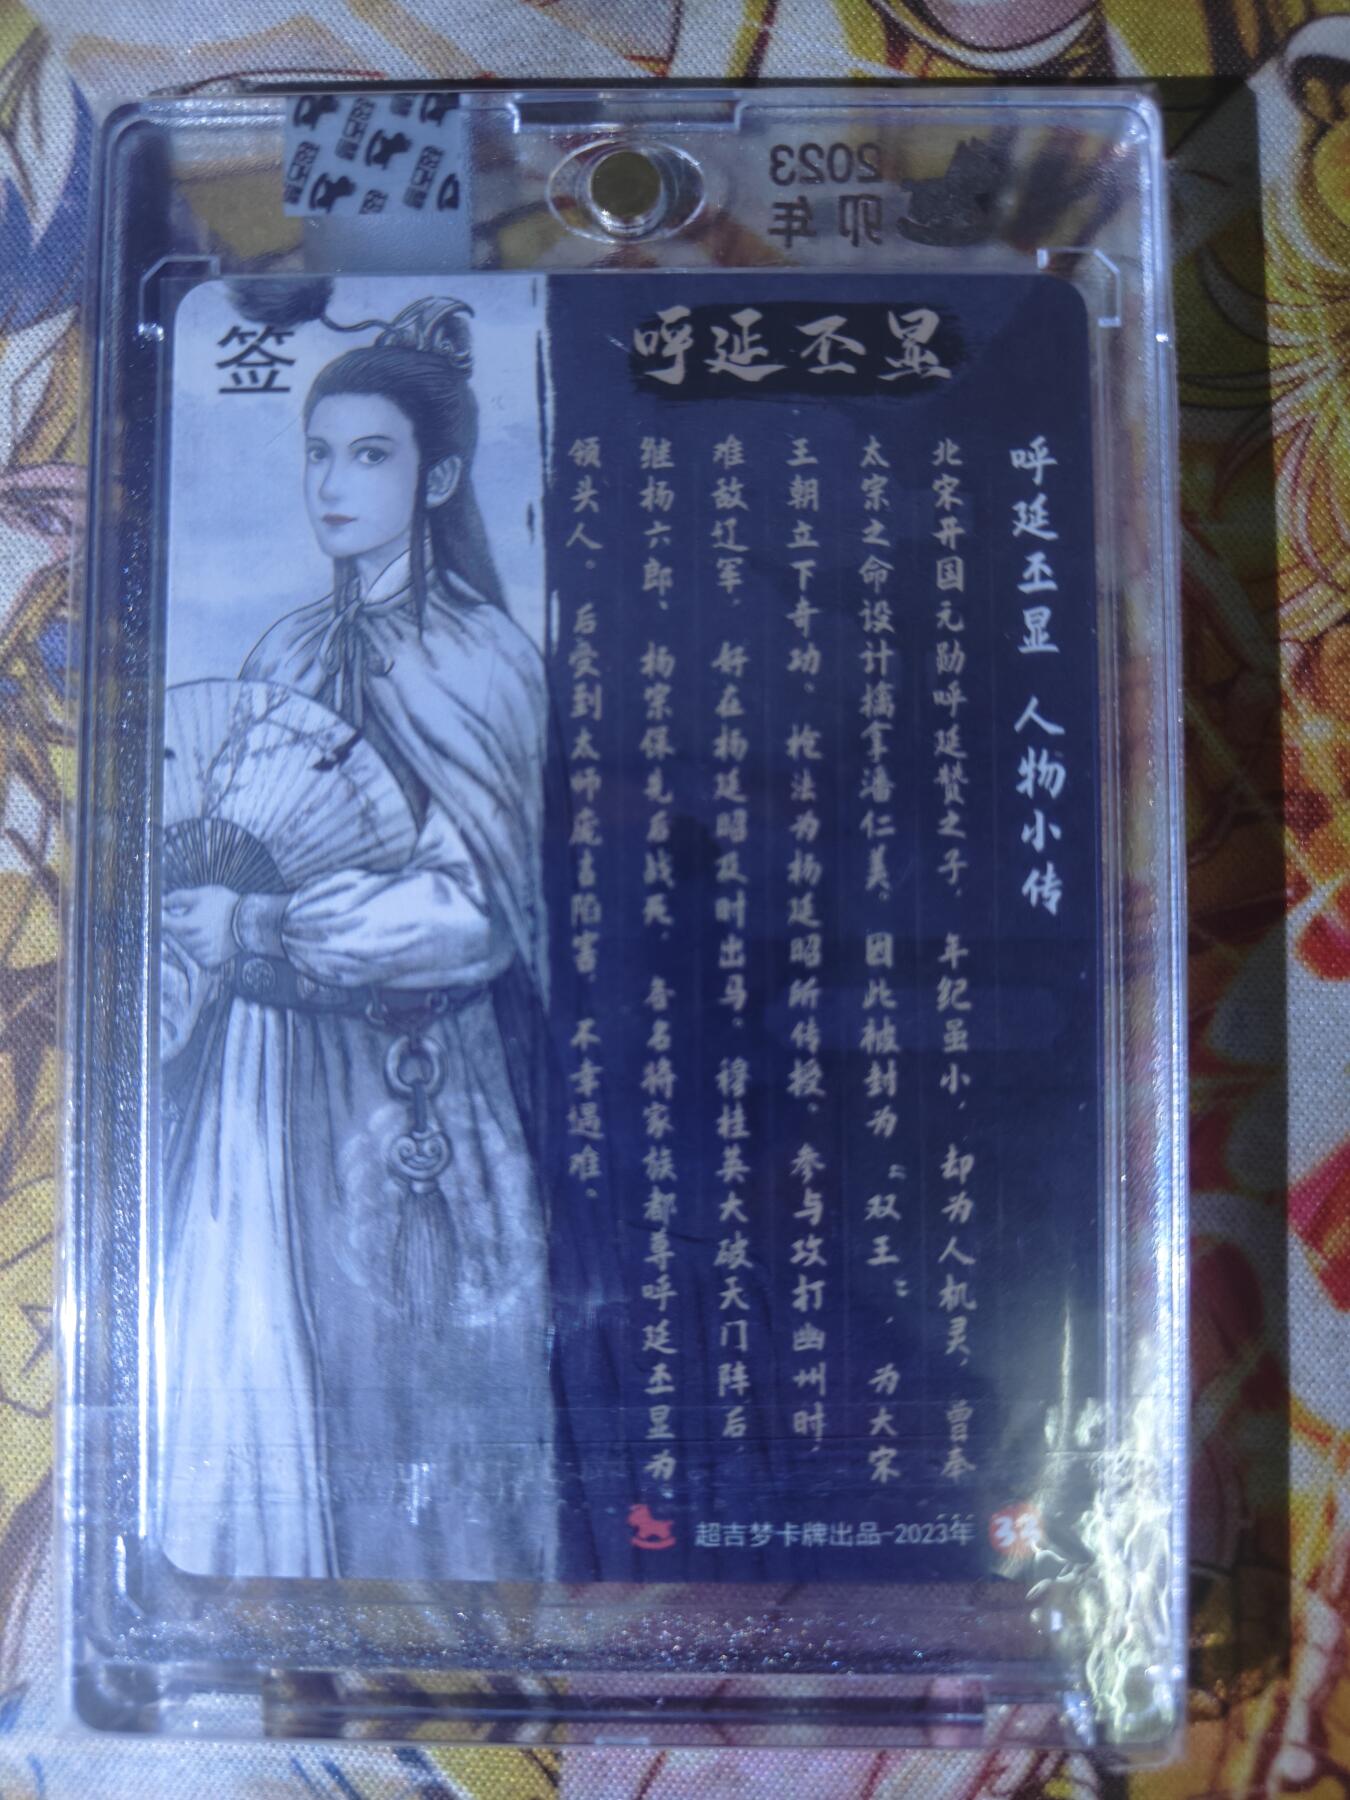 2023
卯年
签
呼延丕显
呼延丕显 人物小传
北宋开国元勋呼延赞之子，年纪虽小，却为人机灵，曾奉
太宗之命设计擒拿潘仁美。因此被封为“双王”，为大宋
王朝立下奇功。枪法为杨延昭所传授。参与攻打幽州时，
难敌辽军，好在杨延昭及时出马。穆桂英大破天门阵后，
继杨六郎、杨宗保先后战死，各名将家族都尊呼延丕显为
领头人。后受到太师庞吉陷害，不幸遇难。
超吉梦卡牌出品-2023年